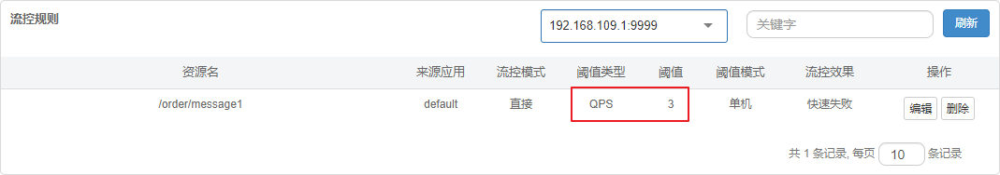 流控规则 192.168.109.1:9999 关键字 刷新
资源名 来源应用 流控模式 阈值类型 阈值 阈值模式 流控效果 操作
/order/message1 default 直接 QPS 3 单机 快速失败 编辑 删除
共 1 条记录, 每页 10 条记录